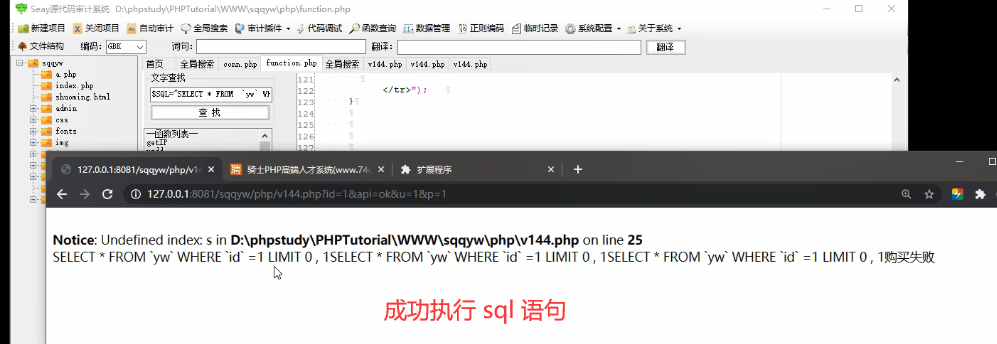 Seay源代码审计系统 D:\phpstudy\PHPTutorial\WWW\sqqyw\php\function.php
新建项目 关闭项目 自动审计 全局搜索 审计插件 代码调试 函数查询 数据管理 正则编码 临时记录 系统配置 关于系统
文件结构 编码: GBK 词句: 翻译: 翻译
sqqyw
a.php
index.php
shuoming.html
admin
css
fonts
img
首页 全局搜索 conn.php function.php 全局搜索 v144.php v144.php v144.php
文字查找
$SQL="SELECT * FROM `yw` WH
查 找
函数列表
getIP
121
122 </tr>");
123 }
124
125
126
127
127.0.0.1:8081/sqqyw/php/v14 骑士PHP高端人才系统(www.74c 扩展程序
127.0.0.1:8081/sqqyw/php/v144.php?id=1&api=ok&u=1&p=1
Notice: Undefined index: s in D:\phpstudy\PHPTutorial\WWW\sqqyw\php\v144.php on line 25
SELECT * FROM `yw` WHERE `id` =1 LIMIT 0 , 1SELECT * FROM `yw` WHERE `id` =1 LIMIT 0 , 1SELECT * FROM `yw` WHERE `id` =1 LIMIT 0 , 1购买失败
成功执行 sql 语句